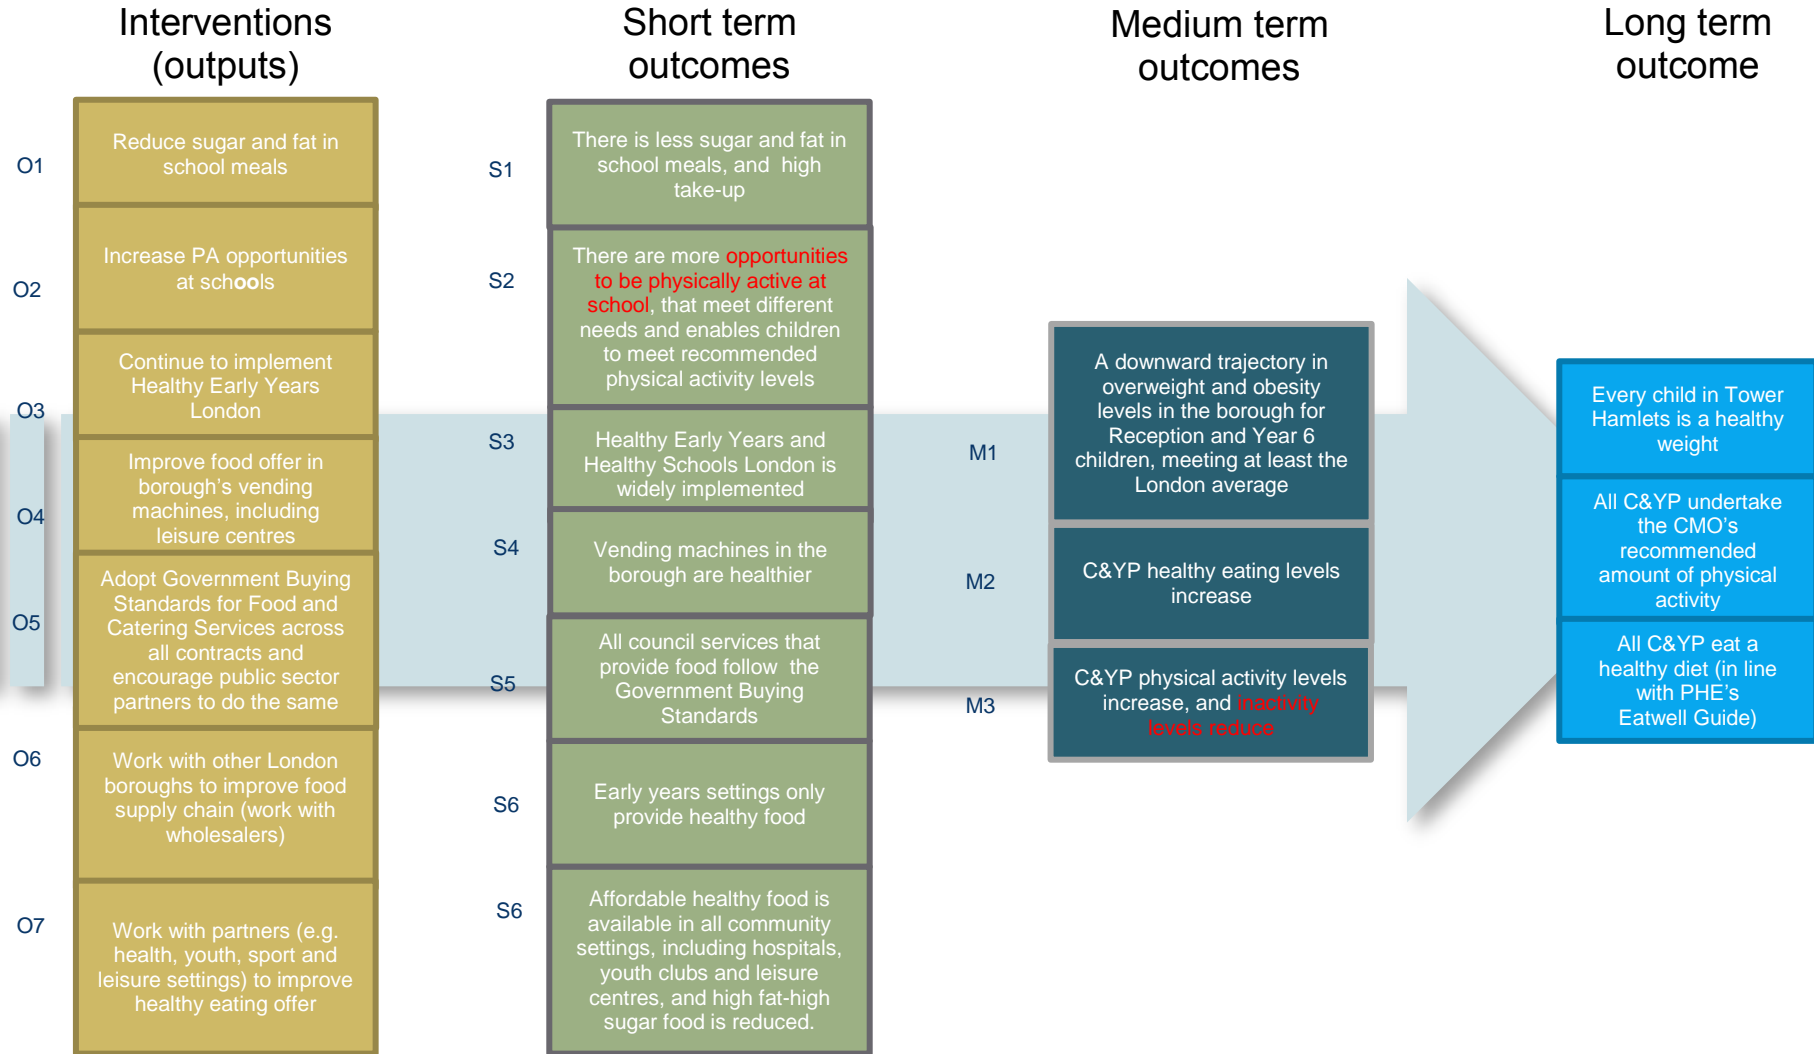 Interventions
(outputs)
Short term
outcomes
Medium term
outcomes
Long term
outcome
O1
Reduce sugar and fat in
school meals
O2
Increase PA opportunities
at schools
O3
Continue to implement
Healthy Early Years
London
O4
Improve food offer in
borough's vending
machines, including
leisure centres
O5
Adopt Government Buying
Standards for Food and
Catering Services across
all contracts and
encourage public sector
partners to do the same
O6
Work with other London
boroughs to improve food
supply chain (work with
wholesalers)
O7
Work with partners (e.g.
health, youth, sport and
leisure settings) to improve
healthy eating offer
S1
There is less sugar and fat in
school meals, and high
take-up
S2
There are more opportunities
to be physically active at
school, that meet different
needs and enables children
to meet recommended
physical activity levels
S3
Healthy Early Years and
Healthy Schools London is
widely implemented
S4
Vending machines in the
borough are healthier
S5
All council services that
provide food follow the
Government Buying
Standards
S6
Early years settings only
provide healthy food
S6
Affordable healthy food is
available in all community
settings, including hospitals,
youth clubs and leisure
centres, and high fat-high
sugar food is reduced.
M1
A downward trajectory in
overweight and obesity
levels in the borough for
Reception and Year 6
children, meeting at least the
London average
M2
C&YP healthy eating levels
increase
M3
C&YP physical activity levels
increase, and inactivity
levels reduce
Every child in Tower
Hamlets is a healthy
weight
All C&YP undertake
the CMO's
recommended
amount of physical
activity
All C&YP eat a
healthy diet (in line
with PHE's
Eatwell Guide)